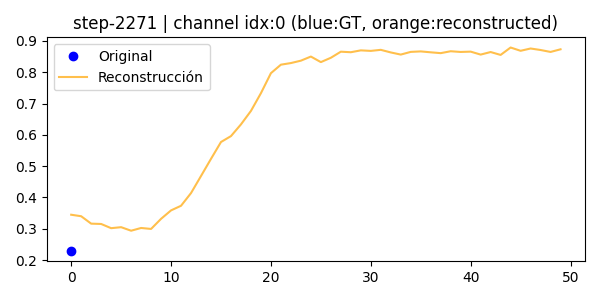 step-2271 | channel idx:0 (blue:GT, orange:reconstructed)
Original
Reconstrucción
0.9
0.8
0.7
0.6
0.5
0.4
0.3
0.2
0 10 20 30 40 50